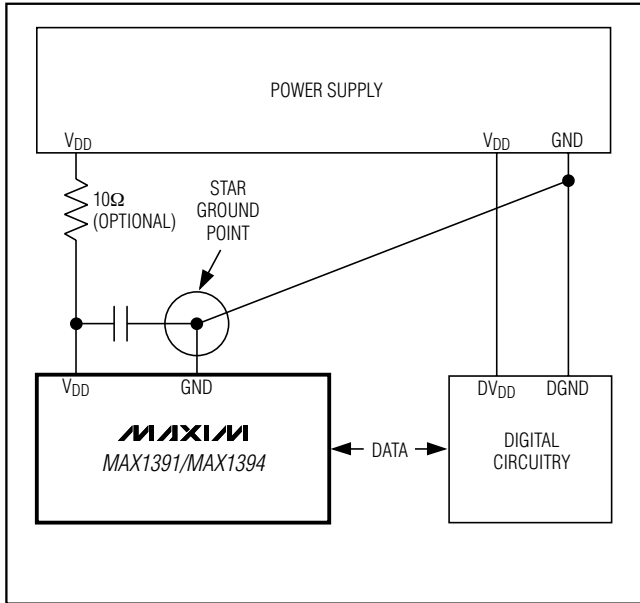 POWER SUPPLY
VDD
VDD
GND
10Ω
(OPTIONAL)
STAR
GROUND
POINT
VDD
GND
DVDD
DGND
MAXIM
MAX1391/MAX1394
DATA
DIGITAL
CIRCUITRY